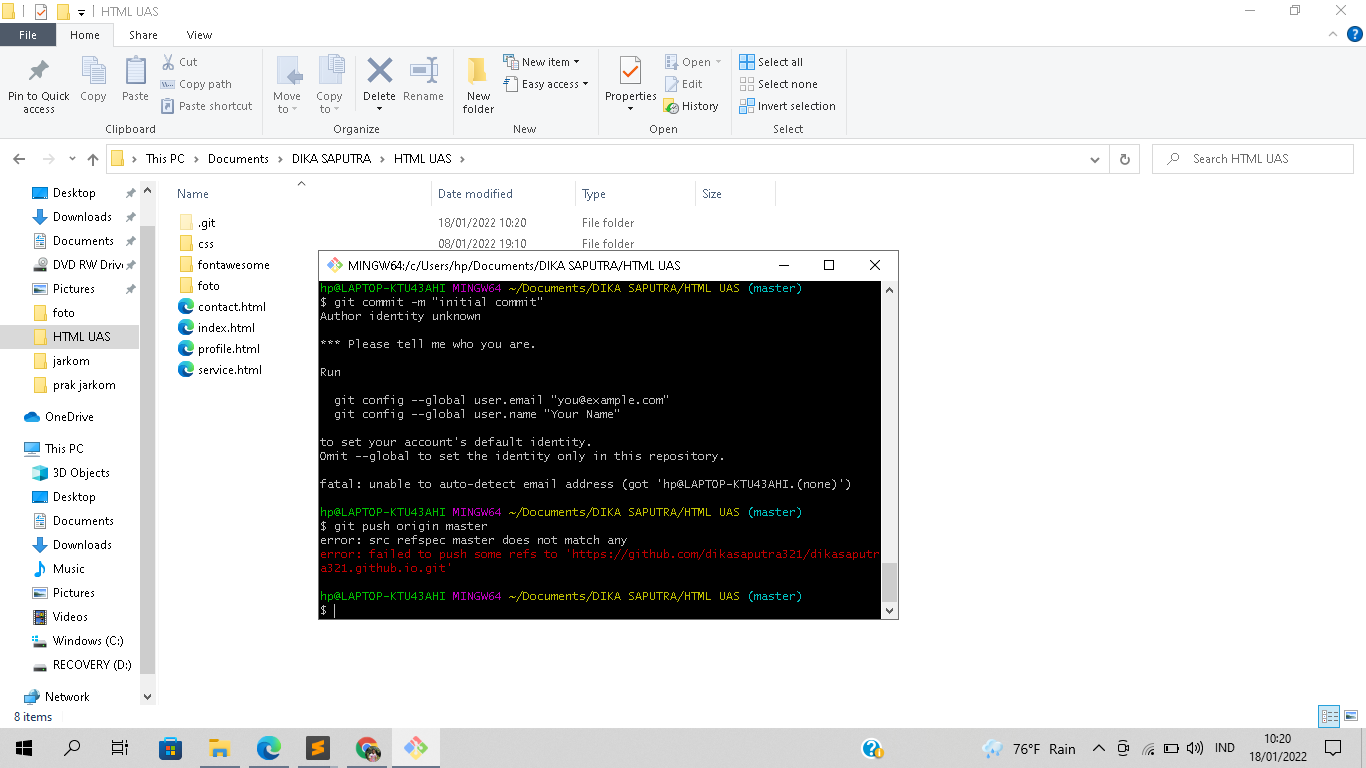 HTML UAS
File Home Share View
Pin to Quick access
Copy
Paste
Cut
Copy path
Paste shortcut
Clipboard
Move to
Copy to
Delete
Rename
Organize
New folder
New item
Easy access
New
Properties
Open
Edit
History
Open
Select all
Select none
Invert selection
Select
This PC > Documents > DIKA SAPUTRA > HTML UAS >
Search HTML UAS
Desktop
Downloads
Documents
DVD RW Driv
Pictures
foto
HTML UAS
jarkom
prak jarkom
OneDrive
This PC
3D Objects
Desktop
Documents
Downloads
Music
Pictures
Videos
Windows (C:)
RECOVERY (D:)
Network
Name Date modified Type Size
.git 18/01/2022 10:20 File folder
css 08/01/2022 19:10 File folder
fontawesome
foto
contact.html
index.html
profile.html
service.html
MINGW64:/c/Users/hp/Documents/DIKA SAPUTRA/HTML UAS
hp@LAPTOP-KTU43AHI MINGW64 ~/Documents/DIKA SAPUTRA/HTML UAS (master)
$ git commit -m "initial commit"
Author identity unknown
*** Please tell me who you are.
Run
git config --global user.email "you@example.com"
git config --global user.name "Your Name"
to set your account's default identity.
Omit --global to set the identity only in this repository.
fatal: unable to auto-detect email address (got 'hp@LAPTOP-KTU43AHI.(none)')
hp@LAPTOP-KTU43AHI MINGW64 ~/Documents/DIKA SAPUTRA/HTML UAS (master)
$ git push origin master
error: src refspec master does not match any
error: failed to push some refs to 'https://github.com/dikasaputra321/dikasaputr
a321.github.io.git'
hp@LAPTOP-KTU43AHI MINGW64 ~/Documents/DIKA SAPUTRA/HTML UAS (master)
$
8 items
76°F Rain
IND
10:20
18/01/2022